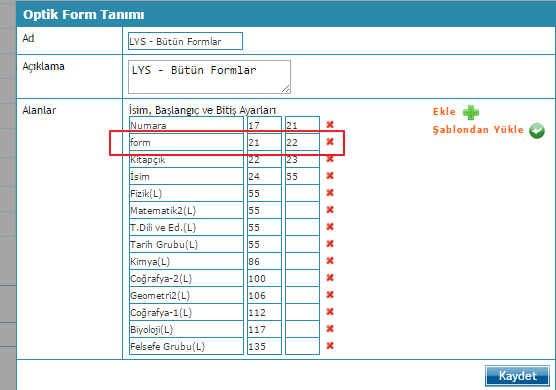 Optik Form Tanımı
Ad
LYS - Bütün Formlar
Açıklama
LYS - Bütün Formlar
Alanlar
İsim, Başlangıç ve Bitiş Ayarları
Ekle
Şablondan Yükle
Numara 17 21
form 21 22
Kitapçık 22 23
İsim 24 55
Fizik(L) 55
Matematik2(L) 55
T.Dili ve Ed.(L) 55
Tarih Grubu(L) 55
Kimya(L) 86
Coğrafya-2(L) 100
Geometri2(L) 106
Coğrafya-1(L) 112
Biyoloji(L) 117
Felsefe Grubu(L) 135
Kaydet